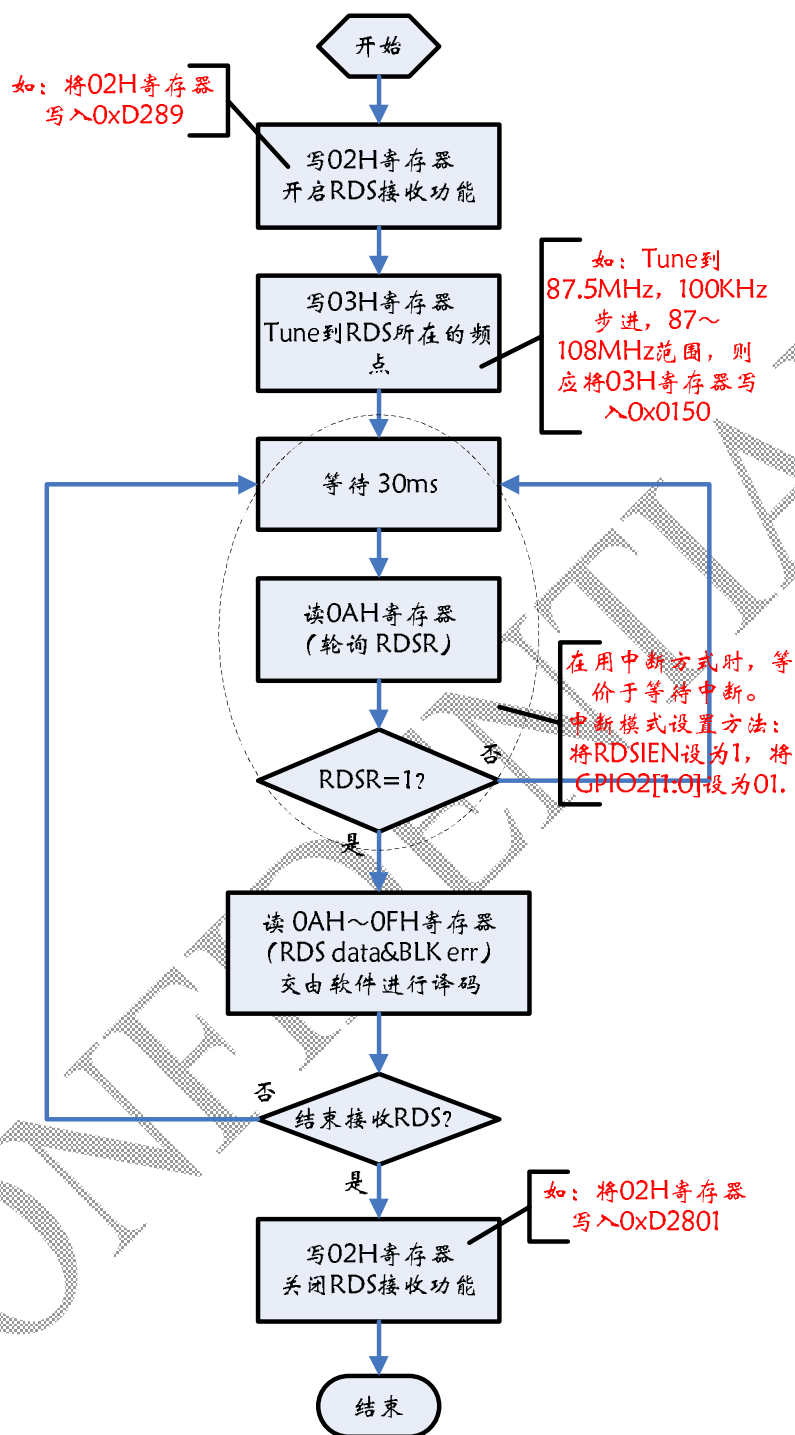 开始
如：将02H寄存器
写入0xD289
写02H寄存器
开启RDS接收功能
写03H寄存器
Tune到RDS所在的频
点
如：Tune到
87.5MHz，100KHz
步进，87～
108MHz范围，则
应将03H寄存器写
入0x0150
等待 30ms
读0AH寄存器
（轮询 RDSR）
在用中断方式时，等
价于等待中断。
中断模式设置方法：
将RDSIEN设为1，将
GPIO2[1:0]设为01.
RDSR=1?
否
是
读 0AH～0FH寄存器
（RDS data&BLK err）
交由软件进行译码
否
结束接收RDS?
是
如：将02H寄存器
写入0xD2801
写02H寄存器
关闭RDS接收功能
结束
ONFIDENTIA